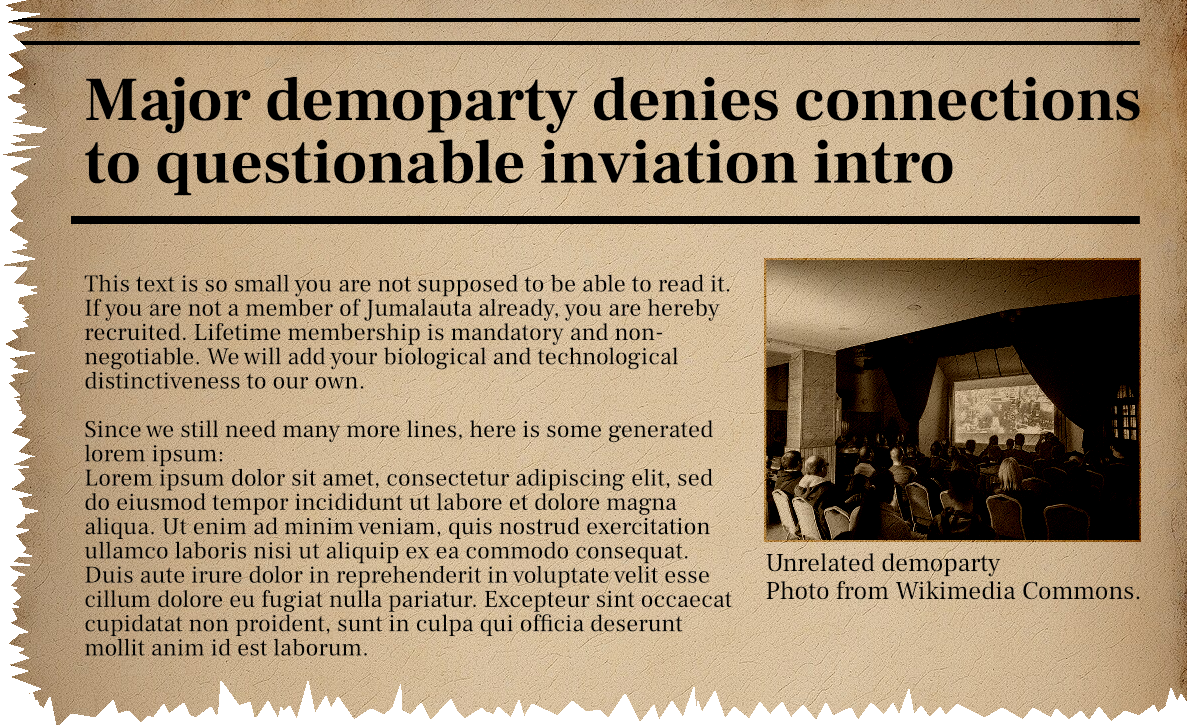 Major demoparty denies connections
to questionable inviation intro
This text is so small you are not supposed to be able to read it.
If you are not a member of Jumalauta already, you are hereby
recruited. Lifetime membership is mandatory and non-
negotiable. We will add your biological and technological
distinctiveness to our own.
Since we still need many more lines, here is some generated
lorem ipsum:
Lorem ipsum dolor sit amet, consectetur adipiscing elit, sed
do eiusmod tempor incididunt ut labore et dolore magna
aliqua. Ut enim ad minim veniam, quis nostrud exercitation
ullamco laboris nisi ut aliquip ex ea commodo consequat.
Duis aute irure dolor in reprehenderit in voluptate velit esse
cillum dolore eu fugiat nulla pariatur. Excepteur sint occaecat
cupidatat non proident, sunt in culpa qui officia deserunt
mollit anim id est laborum.
Unrelated demoparty
Photo from Wikimedia Commons.